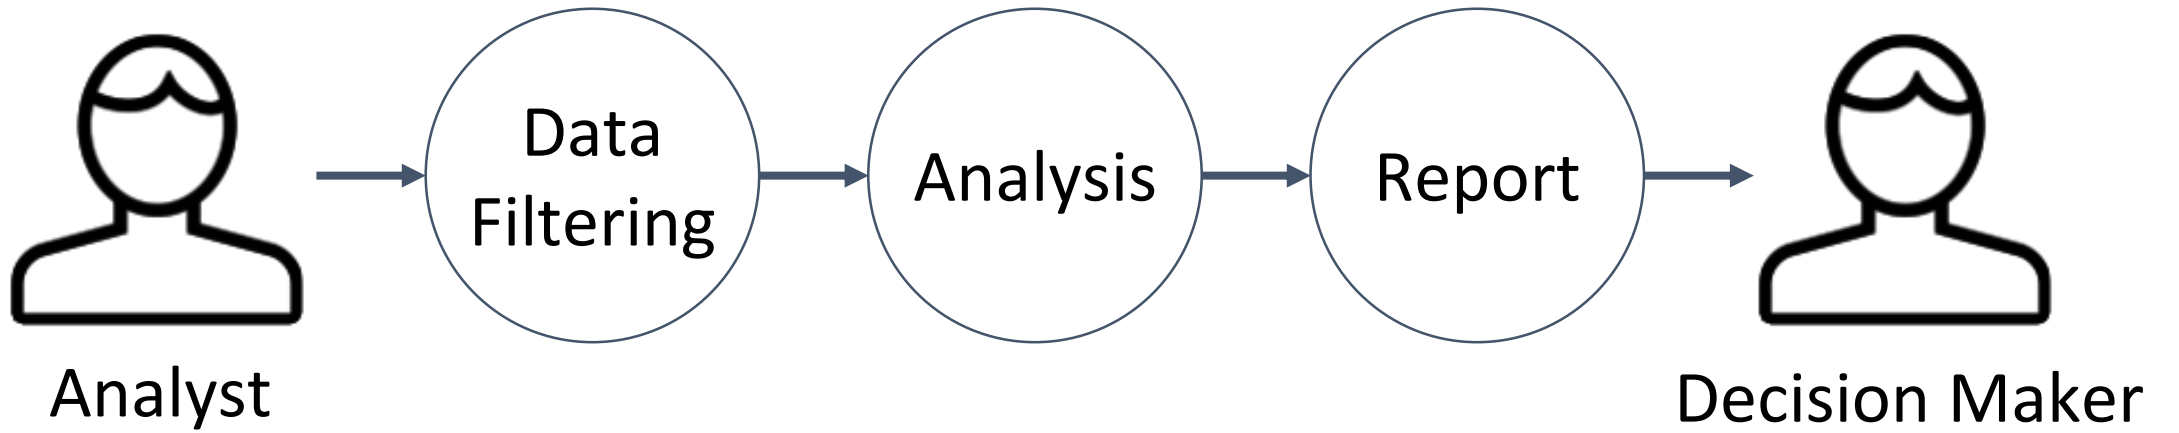 Data
Filtering
Analysis
Report
Analyst
Decision Maker